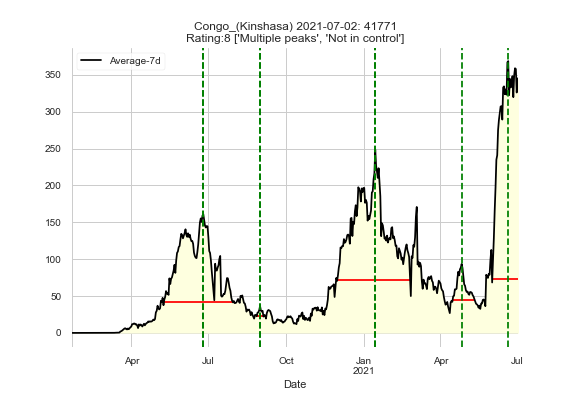 Congo_(Kinshasa) 2021-07-02: 41771
Rating:8 ['Multiple peaks', 'Not in control']
Average-7d
350
300
250
200
150
100
50
0
Apr Jul Oct Jan Apr Jul
2021
Date